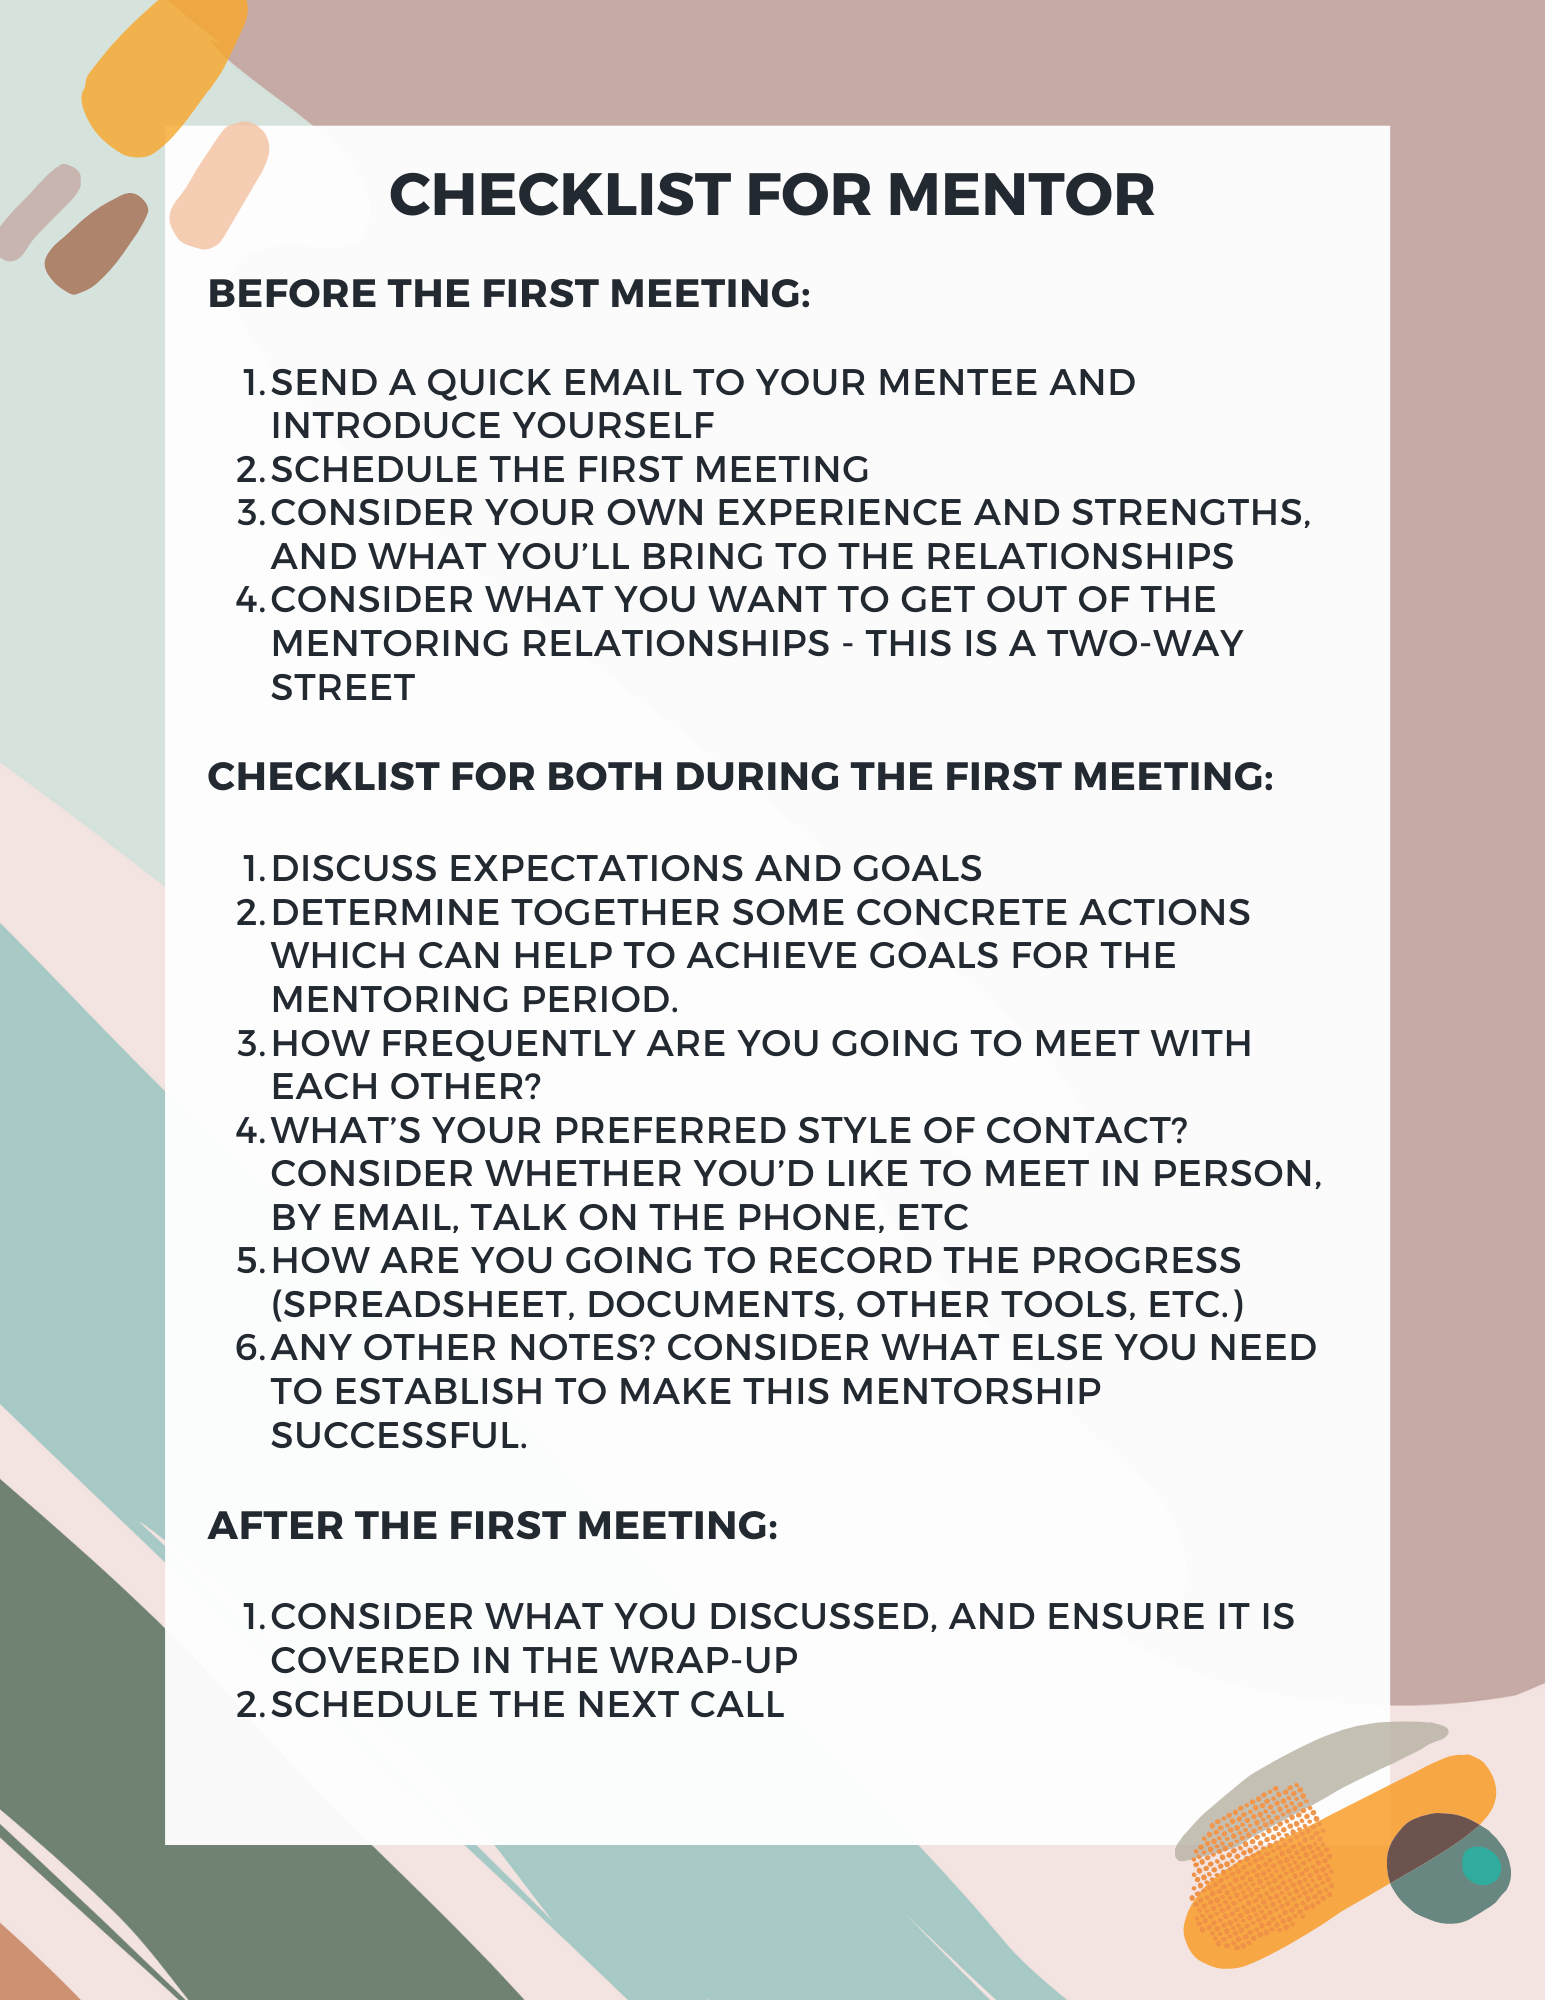 CHECKLIST FOR MENTOR
BEFORE THE FIRST MEETING:
1. SEND A QUICK EMAIL TO YOUR MENTEE AND
INTRODUCE YOURSELF
2. SCHEDULE THE FIRST MEETING
3. CONSIDER YOUR OWN EXPERIENCE AND STRENGTHS,
AND WHAT YOU’LL BRING TO THE RELATIONSHIPS
4. CONSIDER WHAT YOU WANT TO GET OUT OF THE
MENTORING RELATIONSHIPS - THIS IS A TWO-WAY
STREET
CHECKLIST FOR BOTH DURING THE FIRST MEETING:
1. DISCUSS EXPECTATIONS AND GOALS
2. DETERMINE TOGETHER SOME CONCRETE ACTIONS
WHICH CAN HELP TO ACHIEVE GOALS FOR THE
MENTORING PERIOD.
3. HOW FREQUENTLY ARE YOU GOING TO MEET WITH
EACH OTHER?
4. WHAT’S YOUR PREFERRED STYLE OF CONTACT?
CONSIDER WHETHER YOU’D LIKE TO MEET IN PERSON,
BY EMAIL, TALK ON THE PHONE, ETC
5. HOW ARE YOU GOING TO RECORD THE PROGRESS
(SPREADSHEET, DOCUMENTS, OTHER TOOLS, ETC.)
6. ANY OTHER NOTES? CONSIDER WHAT ELSE YOU NEED
TO ESTABLISH TO MAKE THIS MENTORSHIP
SUCCESSFUL.
AFTER THE FIRST MEETING:
1. CONSIDER WHAT YOU DISCUSSED, AND ENSURE IT IS
COVERED IN THE WRAP-UP
2. SCHEDULE THE NEXT CALL